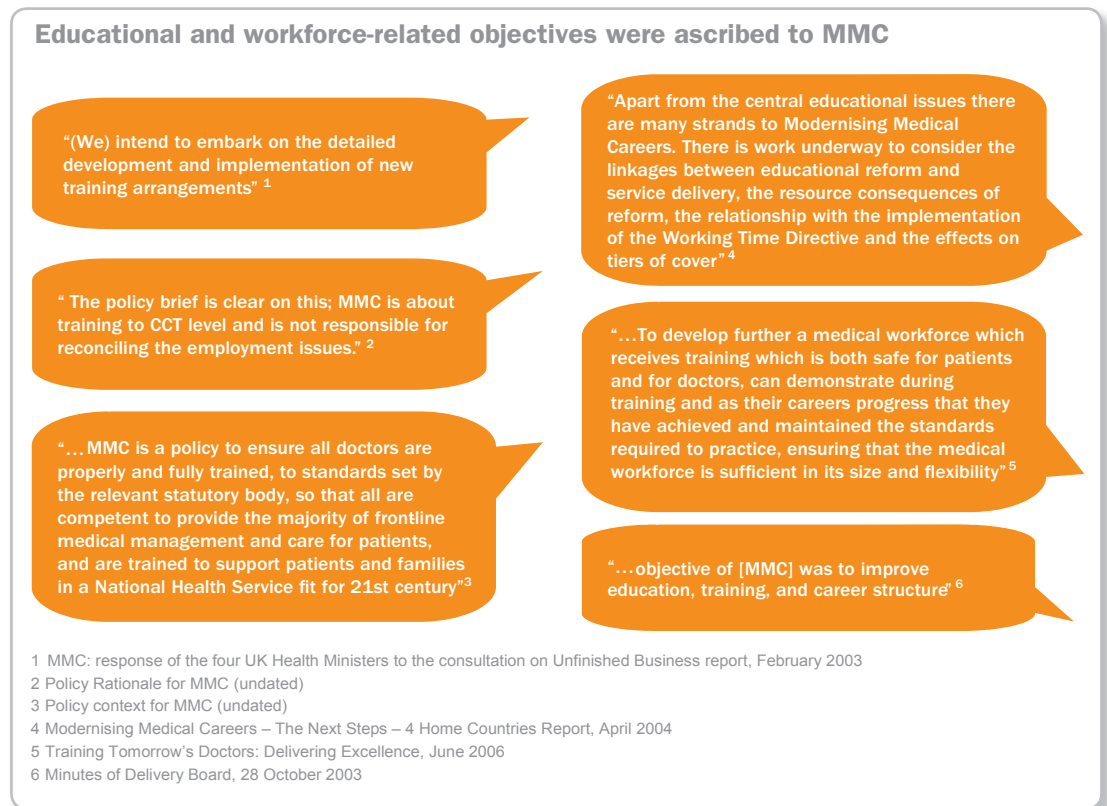 Educational and workforce-related objectives were ascribed to MMC
“(We) intend to embark on the detailed
development and implementation of new
training arrangements” 1
“ The policy brief is clear on this; MMC is about
training to CCT level and is not responsible for
reconciling the employment issues.” 2
“...MMC is a policy to ensure all doctors are
properly and fully trained, to standards set by
the relevant statutory body, so that all are
competent to provide the majority of frontline
medical management and care for patients,
and are trained to support patients and families
in a National Health Service fit for 21st century”3
“Apart from the central educational issues there
are many strands to Modernising Medical
Careers. There is work underway to consider the
linkages between educational reform and
service delivery, the resource consequences of
reform, the relationship with the implementation
of the Working Time Directive and the effects on
tiers of cover” 4
“...To develop further a medical workforce which
receives training which is both safe for patients
and for doctors, can demonstrate during
training and as their careers progress that they
have achieved and maintained the standards
required to practice, ensuring that the medical
workforce is sufficient in its size and flexibility” 5
“...objective of [MMC] was to improve
education, training, and career structure” 6
1 MMC: response of the four UK Health Ministers to the consultation on Unfinished Business report, February 2003
2 Policy Rationale for MMC (undated)
3 Policy context for MMC (undated)
4 Modernising Medical Careers – The Next Steps – 4 Home Countries Report, April 2004
5 Training Tomorrow’s Doctors: Delivering Excellence, June 2006
6 Minutes of Delivery Board, 28 October 2003